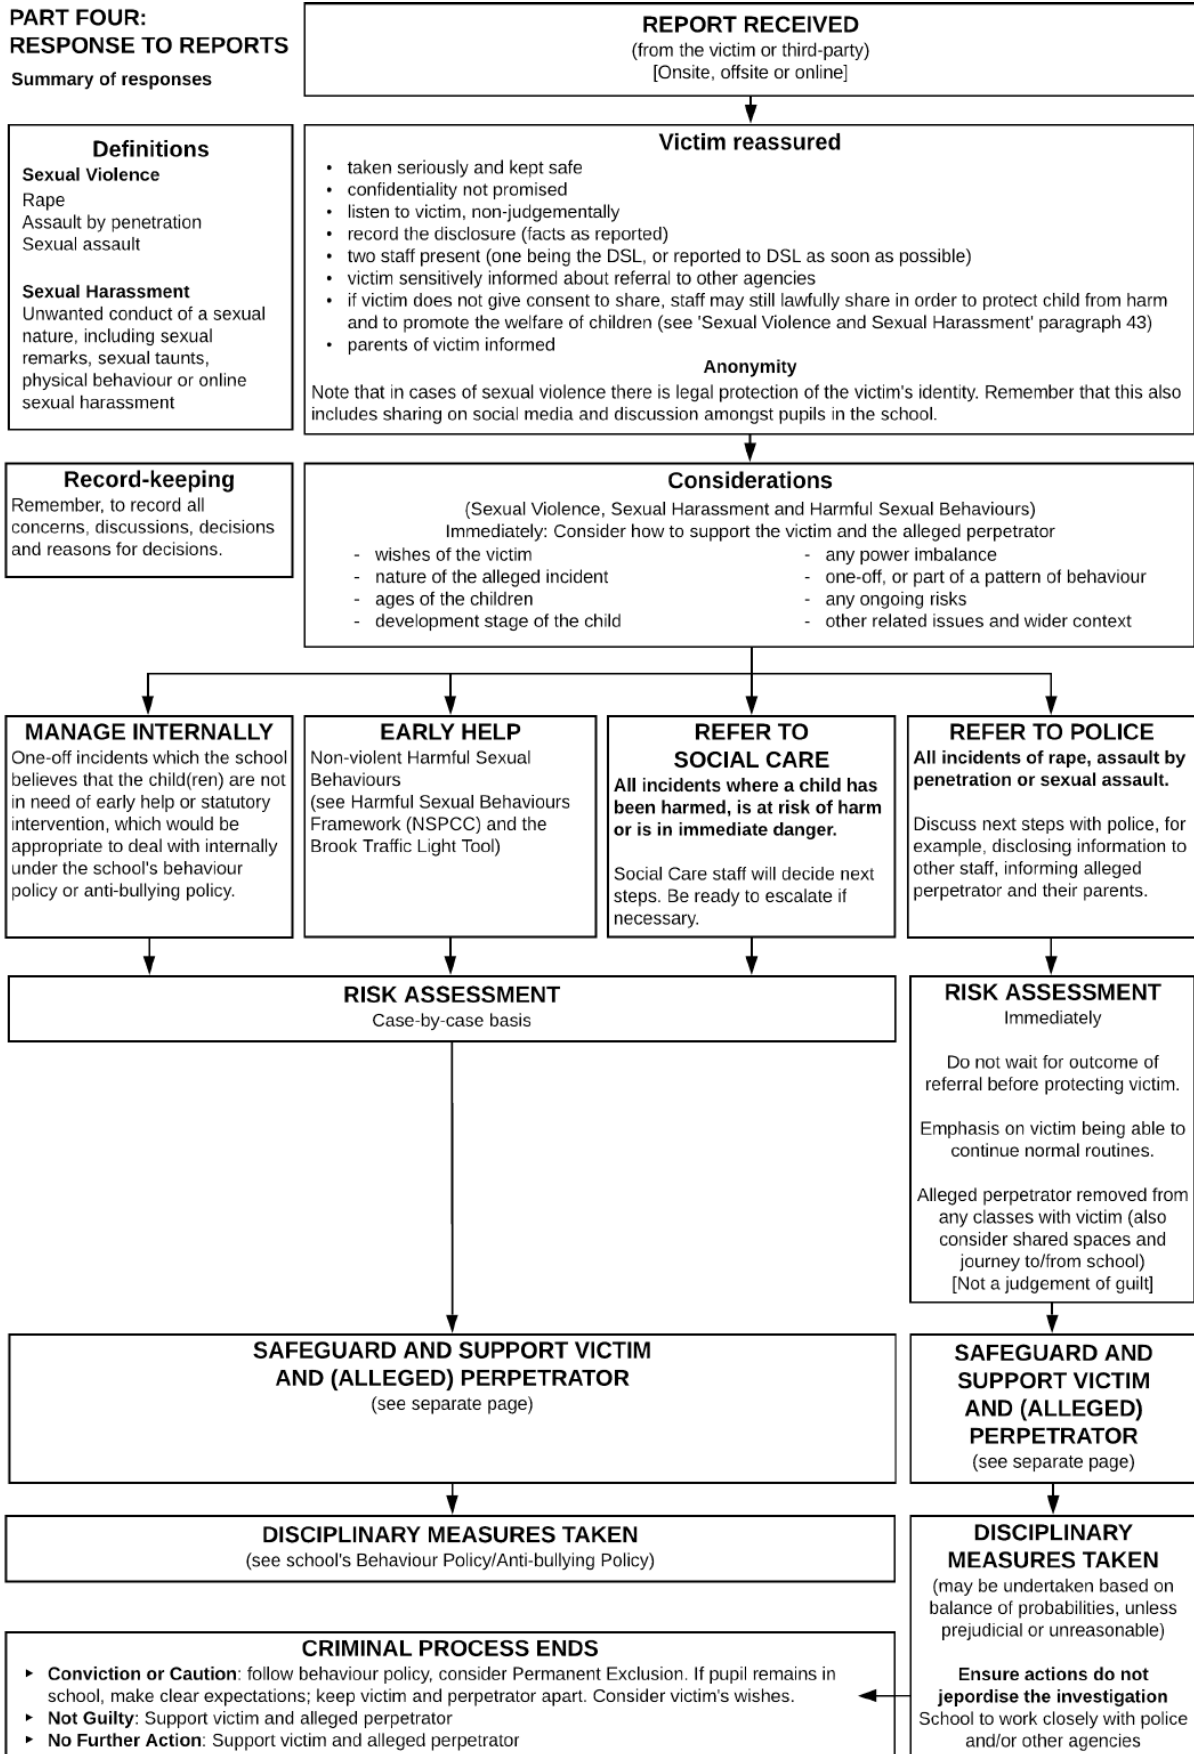 PART FOUR:
RESPONSE TO REPORTS
Summary of responses
REPORT RECEIVED
(from the victim or third-party)
[Onsite, offsite or online]
Definitions
Sexual Violence
Rape
Assault by penetration
Sexual assault
Sexual Harassment
Unwanted conduct of a sexual
nature, including sexual
remarks, sexual taunts,
physical behaviour or online
sexual harassment
Victim reassured
• taken seriously and kept safe
• confidentiality not promised
• listen to victim, non-judgementally
• record the disclosure (facts as reported)
• two staff present (one being the DSL, or reported to DSL as soon as possible)
• victim sensitively informed about referral to other agencies
• if victim does not give consent to share, staff may still lawfully share in order to protect child from harm
and to promote the welfare of children (see 'Sexual Violence and Sexual Harassment' paragraph 43)
• parents of victim informed
Anonymity
Note that in cases of sexual violence there is legal protection of the victim's identity. Remember that this also
includes sharing on social media and discussion amongst pupils in the school.
Record-keeping
Remember, to record all
concerns, discussions, decisions
and reasons for decisions.
Considerations
(Sexual Violence, Sexual Harassment and Harmful Sexual Behaviours)
Immediately: Consider how to support the victim and the alleged perpetrator
- wishes of the victim
- nature of the alleged incident
- ages of the children
- development stage of the child
- any power imbalance
- one-off, or part of a pattern of behaviour
- any ongoing risks
- other related issues and wider context
MANAGE INTERNALLY
One-off incidents which the school
believes that the child(ren) are not
in need of early help or statutory
intervention, which would be
appropriate to deal with internally
under the school's behaviour
policy or anti-bullying policy.
EARLY HELP
Non-violent Harmful Sexual
Behaviours
(see Harmful Sexual Behaviours
Framework (NSPCC) and the
Brook Traffic Light Tool)
REFER TO
SOCIAL CARE
All incidents where a child has
been harmed, is at risk of harm
or is in immediate danger.
Social Care staff will decide next
steps. Be ready to escalate if
necessary.
REFER TO POLICE
All incidents of rape, assault by
penetration or sexual assault.
Discuss next steps with police, for
example, disclosing information to
other staff, informing alleged
perpetrator and their parents.
RISK ASSESSMENT
Case-by-case basis
RISK ASSESSMENT
Immediately
Do not wait for outcome of
referral before protecting victim.
Emphasis on victim being able to
continue normal routines.
Alleged perpetrator removed from
any classes with victim (also
consider shared spaces and
journey to/from school)
[Not a judgement of guilt]
SAFEGUARD AND SUPPORT VICTIM
AND (ALLEGED) PERPETRATOR
(see separate page)
SAFEGUARD AND
SUPPORT VICTIM
AND (ALLEGED)
PERPETRATOR
(see separate page)
DISCIPLINARY MEASURES TAKEN
(see school's Behaviour Policy/Anti-bullying Policy)
DISCIPLINARY
MEASURES TAKEN
(may be undertaken based on
balance of probabilities, unless
prejudicial or unreasonable)
Ensure actions do not
jepordise the investigation
School to work closely with police
and/or other agencies
CRIMINAL PROCESS ENDS
▸ Conviction or Caution: follow behaviour policy, consider Permanent Exclusion. If pupil remains in
school, make clear expectations; keep victim and perpetrator apart. Consider victim's wishes.
▸ Not Guilty: Support victim and alleged perpetrator
▸ No Further Action: Support victim and alleged perpetrator